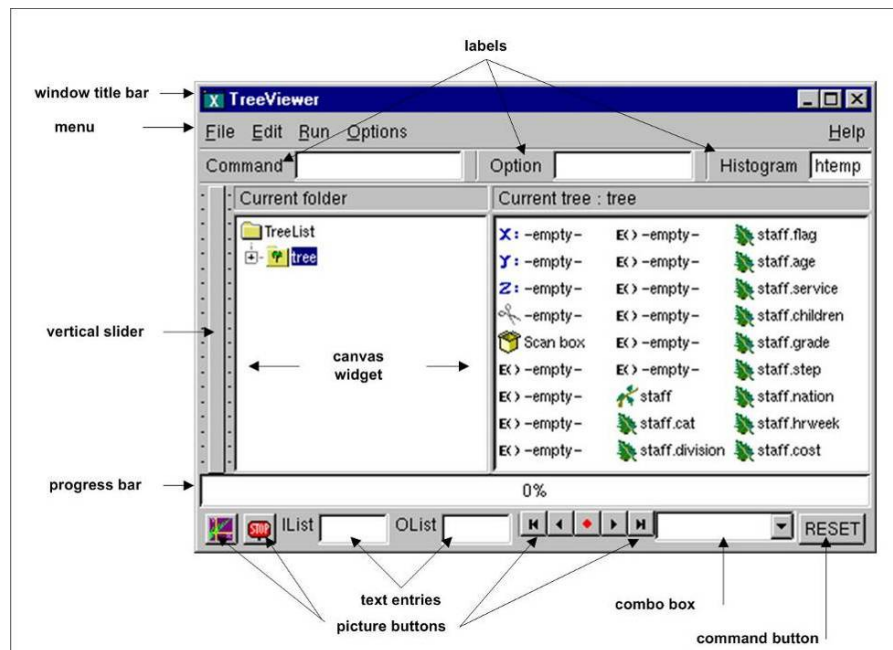 labels
window title bar
TreeViewer
menu
File Edit Run Options Help
Command Option Histogram htemp
Current folder Current tree : tree
TreeList
tree
X: -empty- E() -empty- staff.flag
Y: -empty- E() -empty- staff.age
Z: -empty- E() -empty- staff.service
-empty- E() -empty- staff.children
Scan box E() -empty- staff.grade
E() -empty- E() -empty- staff.step
E() -empty- staff staff.nation
E() -empty- staff.cat staff.hrweek
E() -empty- staff.division staff.cost
vertical slider
canvas
widget
progress bar
0%
STOP IList OList RESET
text entries
picture buttons
combo box
command button